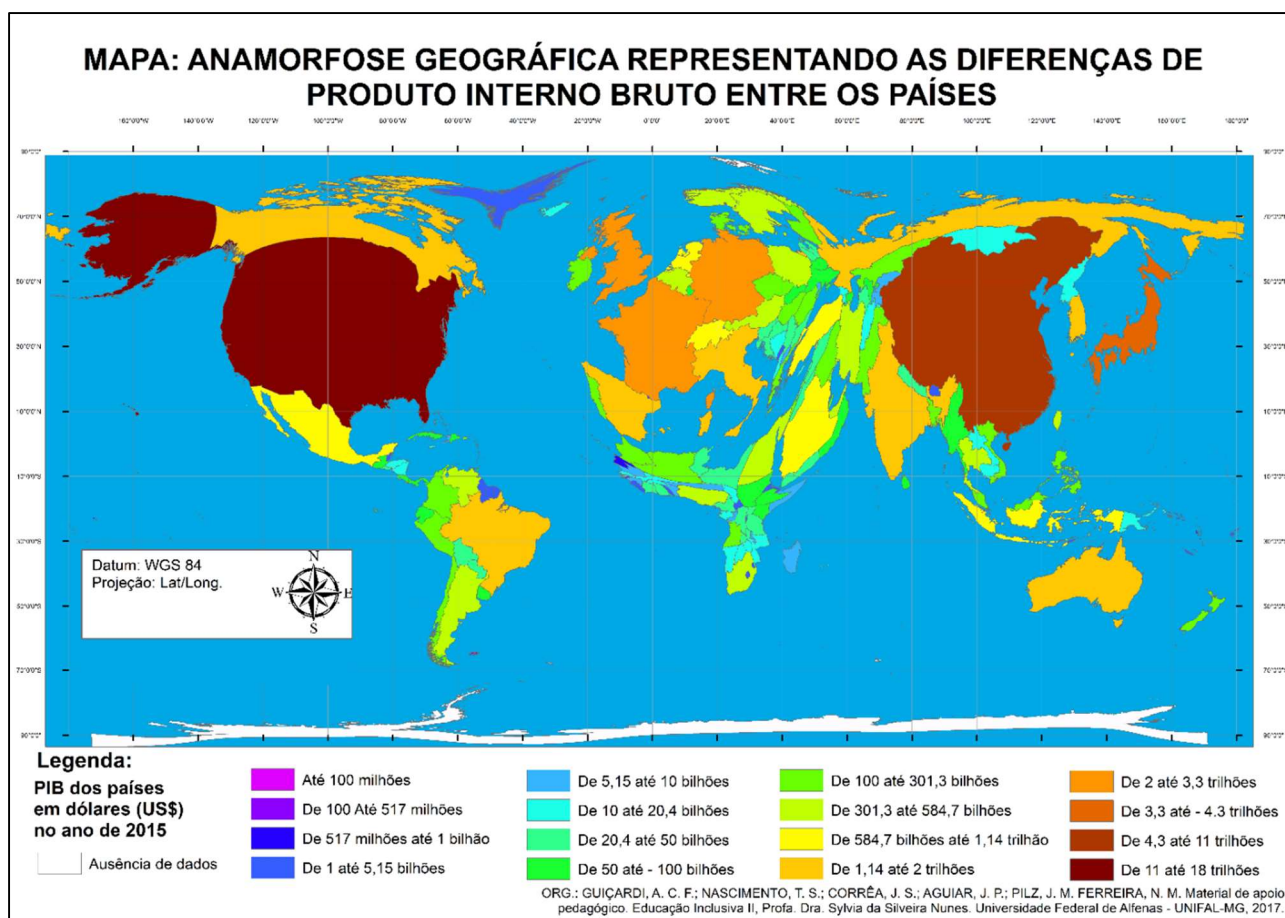 MAPA: ANAMORFOSE GEOGRÁFICA REPRESENTANDO AS DIFERENÇAS DE
PRODUTO INTERNO BRUTO ENTRE OS PAÍSES
Datum: WGS 84
Projeção: Lat/Long.
N
W
E
S
Legenda:
PIB dos países
em dólares (US$)
no ano de 2015
Ausência de dados
Até 100 milhões
De 100 Até 517 milhões
De 517 milhões até 1 bilhão
De 1 até 5,15 bilhões
De 5,15 até 10 bilhões
De 10 até 20,4 bilhões
De 20,4 até 50 bilhões
De 50 até - 100 bilhões
De 100 até 301,3 bilhões
De 301,3 até 584,7 bilhões
De 584,7 bilhões até 1,14 trilhão
De 1,14 até 2 trilhões
De 2 até 3,3 trilhões
De 3,3 até - 4.3 trilhões
De 4,3 até 11 trilhões
De 11 até 18 trilhões
ORG.: GUIÇARDI, A. C. F.; NASCIMENTO, T. S.; CORRÊA, J. S.; AGUIAR, J. P.; PILZ, J. M. FERREIRA, N. M. Material de apoio
pedagógico. Educação Inclusiva II, Profa. Dra. Sylvia da Silveira Nunes. Universidade Federal de Alfenas - UNIFAL-MG, 2017.